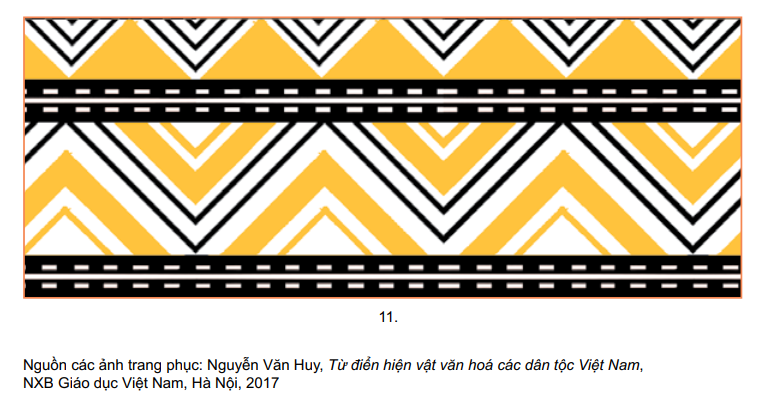 11.
Nguồn các ảnh trang phục: Nguyễn Văn Huy, Từ điển hiện vật văn hoá các dân tộc Việt Nam,
NXB Giáo dục Việt Nam, Hà Nội, 2017